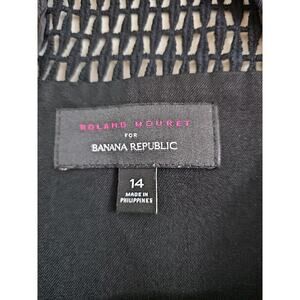 ROLAND MOURET
FOR
BANANA REPUBLIC
14
MADE IN
PHILIPPINES